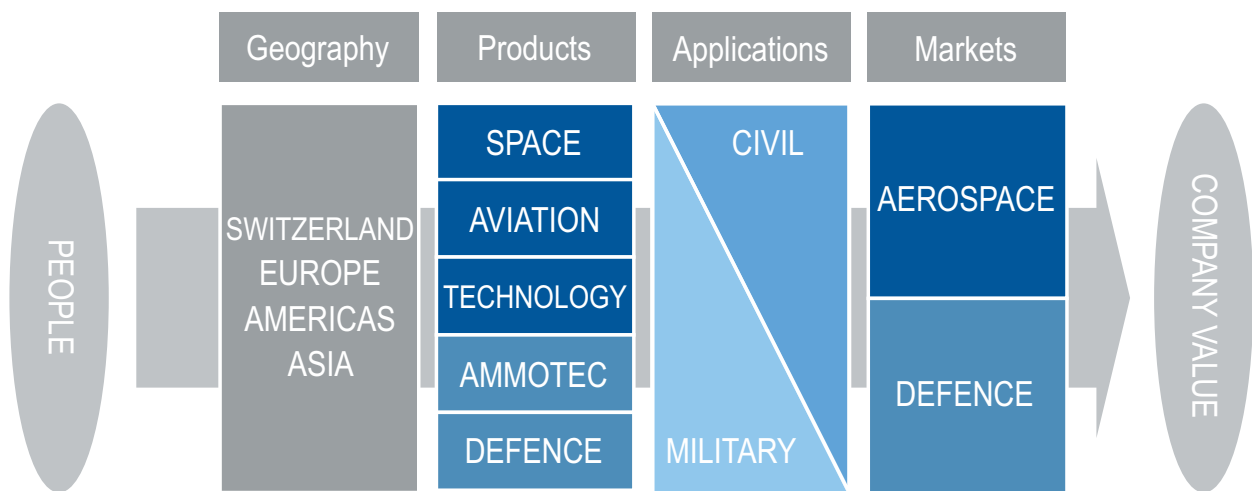 Geography
Products
Applications
Markets
PEOPLE
SWITZERLAND
EUROPE
AMERICAS
ASIA
SPACE
AVIATION
TECHNOLOGY
AMMOTEC
DEFENCE
CIVIL
MILITARY
AEROSPACE
DEFENCE
COMPANY VALUE